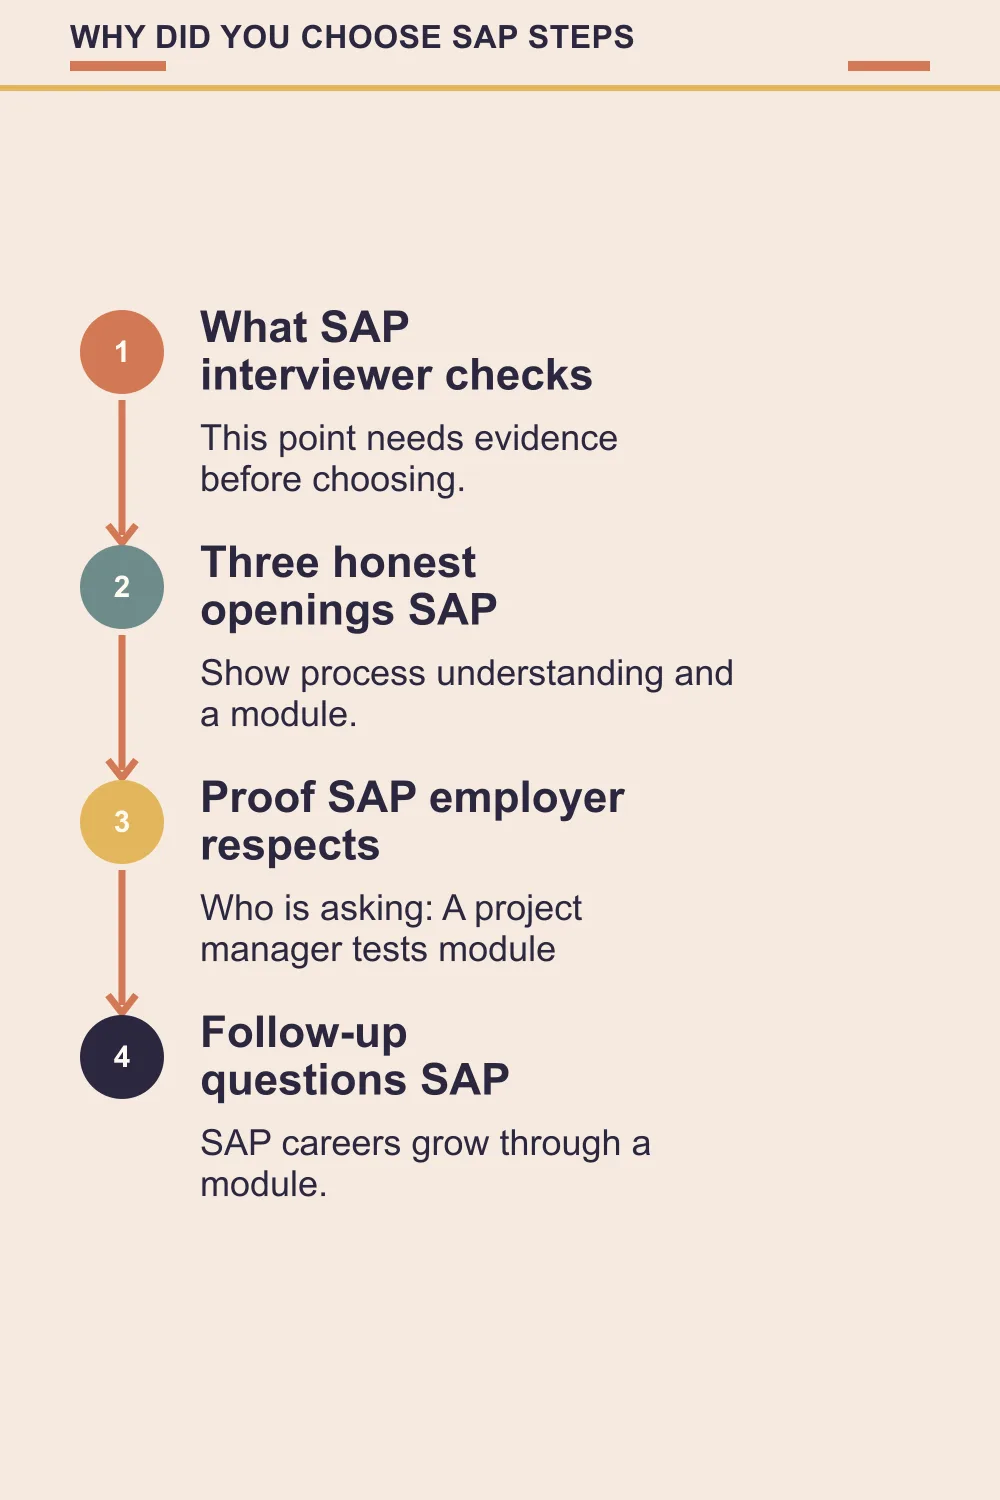 WHY DID YOU CHOOSE SAP STEPS
1
What SAP
interviewer checks
This point needs evidence
before choosing.
2
Three honest
openings SAP
Show process understanding and
a module.
3
Proof SAP employer
respects
Who is asking: A project
manager tests module
4
Follow-up
questions SAP
SAP careers grow through a
module.